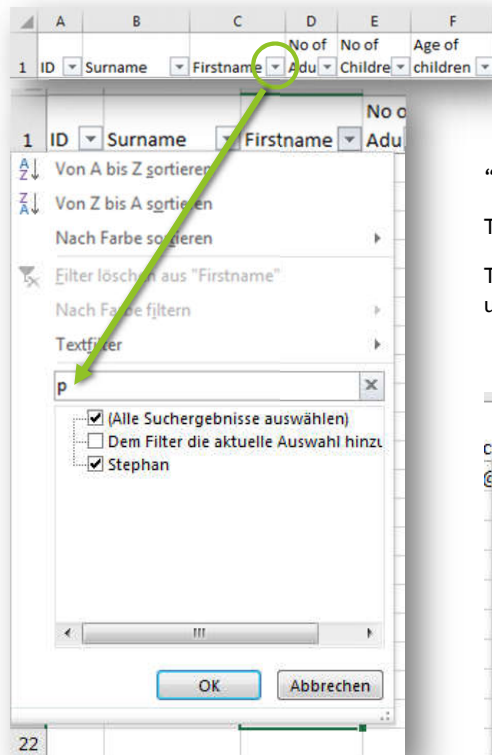 A B C D E F
No of No of Age of
1 ID Surname Firstname Adu Childre children
No o
1 ID Surname Firstname Adu
Von A bis Z sortieren
Von Z bis A sortieren
Nach Farbe sortieren
Filter löschen aus "Firstname"
Nach Farbe filtern
Textfilter
p
(Alle Suchergebnisse auswählen)
Dem Filter die aktuelle Auswahl hinzu
Stephan
OK Abbrechen
22
“
T
T
u
c